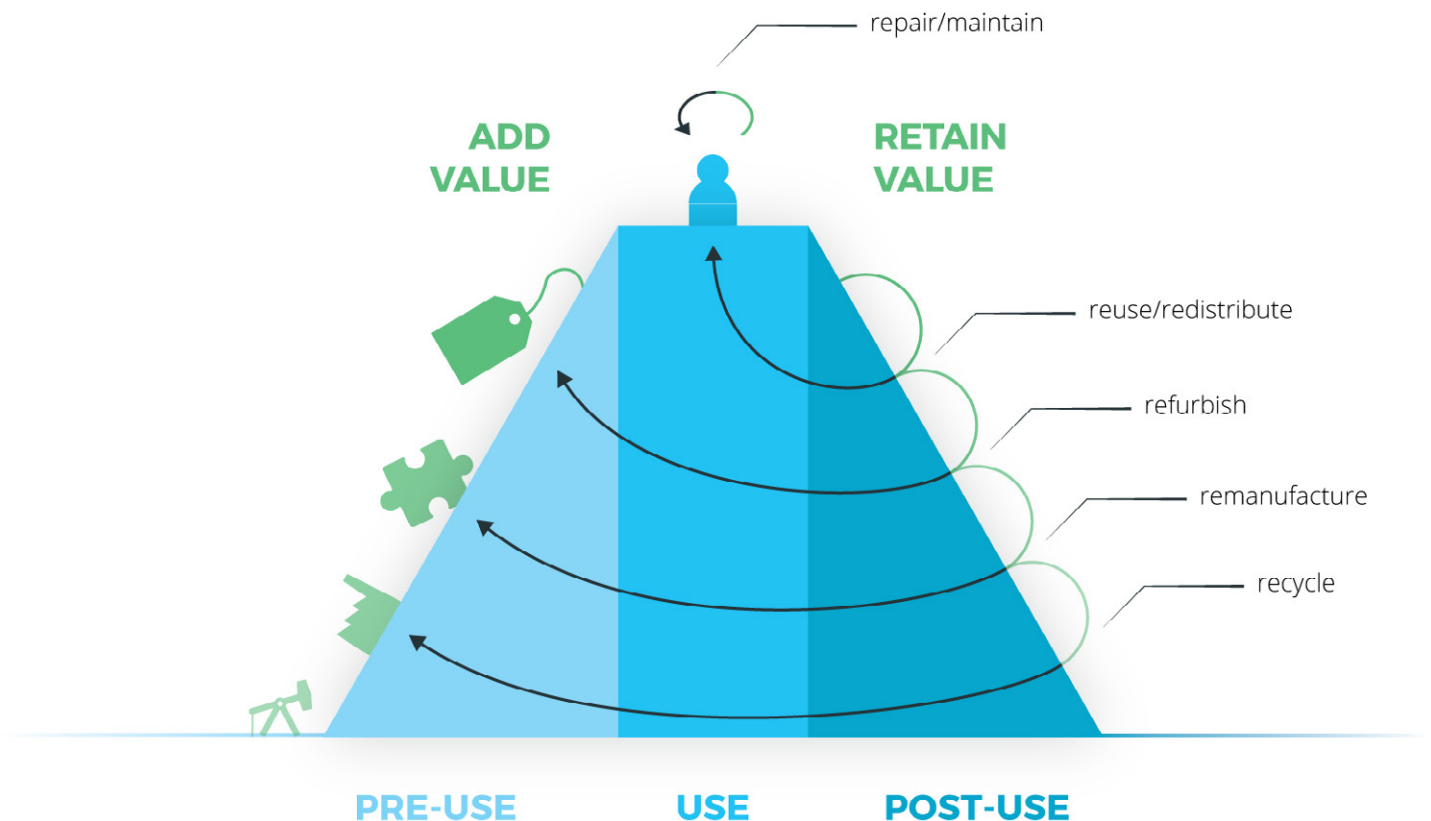 repair/maintain
ADD
VALUE
RETAIN
VALUE
reuse/redistribute
refurbish
remanufacture
recycle
PRE-USE
USE
POST-USE